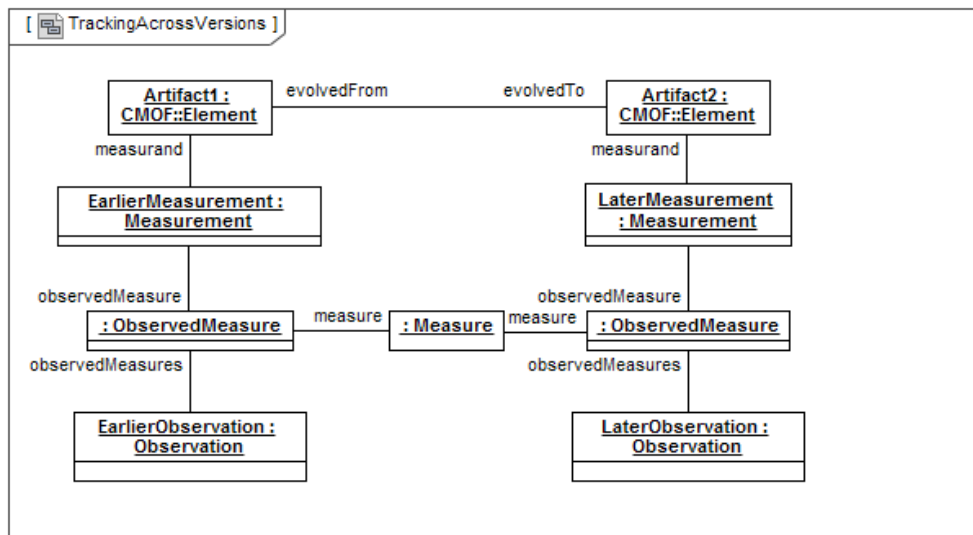 [ TrackingAcrossVersions ]
Artifact1 :
CMOF::Element
evolvedFrom
evolvedTo
Artifact2 :
CMOF::Element
measurand
measurand
EarlierMeasurement :
Measurement
LaterMeasurement
: Measurement
observedMeasure
observedMeasure
: ObservedMeasure
measure
: Measure
measure
: ObservedMeasure
observedMeasures
observedMeasures
EarlierObservation :
Observation
LaterObservation :
Observation